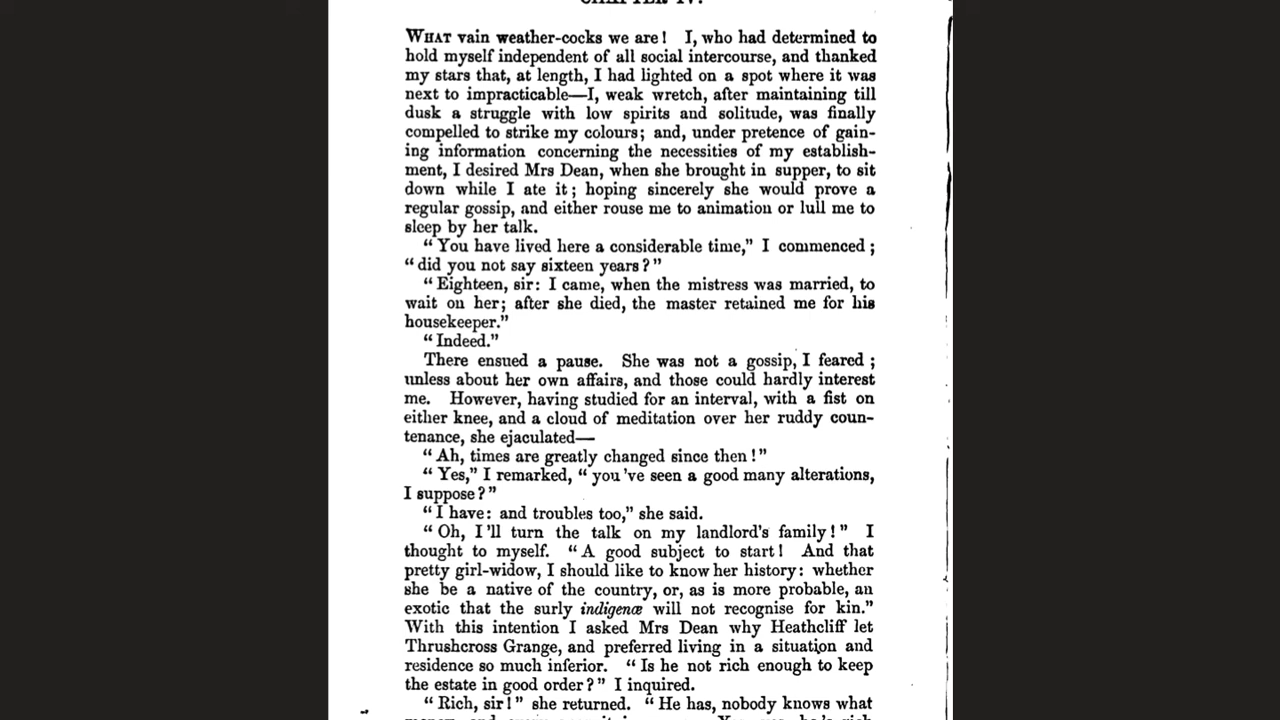 CHAPTER IV.
WHAT vain weather-cocks we are! I, who had determined to
hold myself independent of all social intercourse, and thanked
my stars that, at length, I had lighted on a spot where it was
next to impracticable—I, weak wretch, after maintaining till
dusk a struggle with low spirits and solitude, was finally
compelled to strike my colours; and, under pretence of gain-
ing information concerning the necessities of my establish-
ment, I desired Mrs Dean, when she brought in supper, to sit
down while I ate it; hoping sincerely she would prove a
regular gossip, and either rouse me to animation or lull me to
sleep by her talk.
“You have lived here a considerable time,” I commenced;
“did you not say sixteen years?”
“Eighteen, sir: I came, when the mistress was married, to
wait on her; after she died, the master retained me for his
housekeeper.”
“Indeed.”
There ensued a pause. She was not a gossip, I feared;
unless about her own affairs, and those could hardly interest
me. However, having studied for an interval, with a fist on
either knee, and a cloud of meditation over her ruddy coun-
tenance, she ejaculated—
“Ah, times are greatly changed since then!”
“Yes,” I remarked, “you've seen a good many alterations,
I suppose?”
“I have: and troubles too,” she said.
“Oh, I'll turn the talk on my landlord's family!” I
thought to myself. “A good subject to start! And that
pretty girl-widow, I should like to know her history: whether
she be a native of the country, or, as is more probable, an
exotic that the surly indigenæ will not recognise for kin.”
With this intention I asked Mrs Dean why Heathcliff let
Thrushcross Grange, and preferred living in a situation and
residence so much inferior. “Is he not rich enough to keep
the estate in good order?” I inquired.
“Rich, sir!” she returned. “He has, nobody knows what